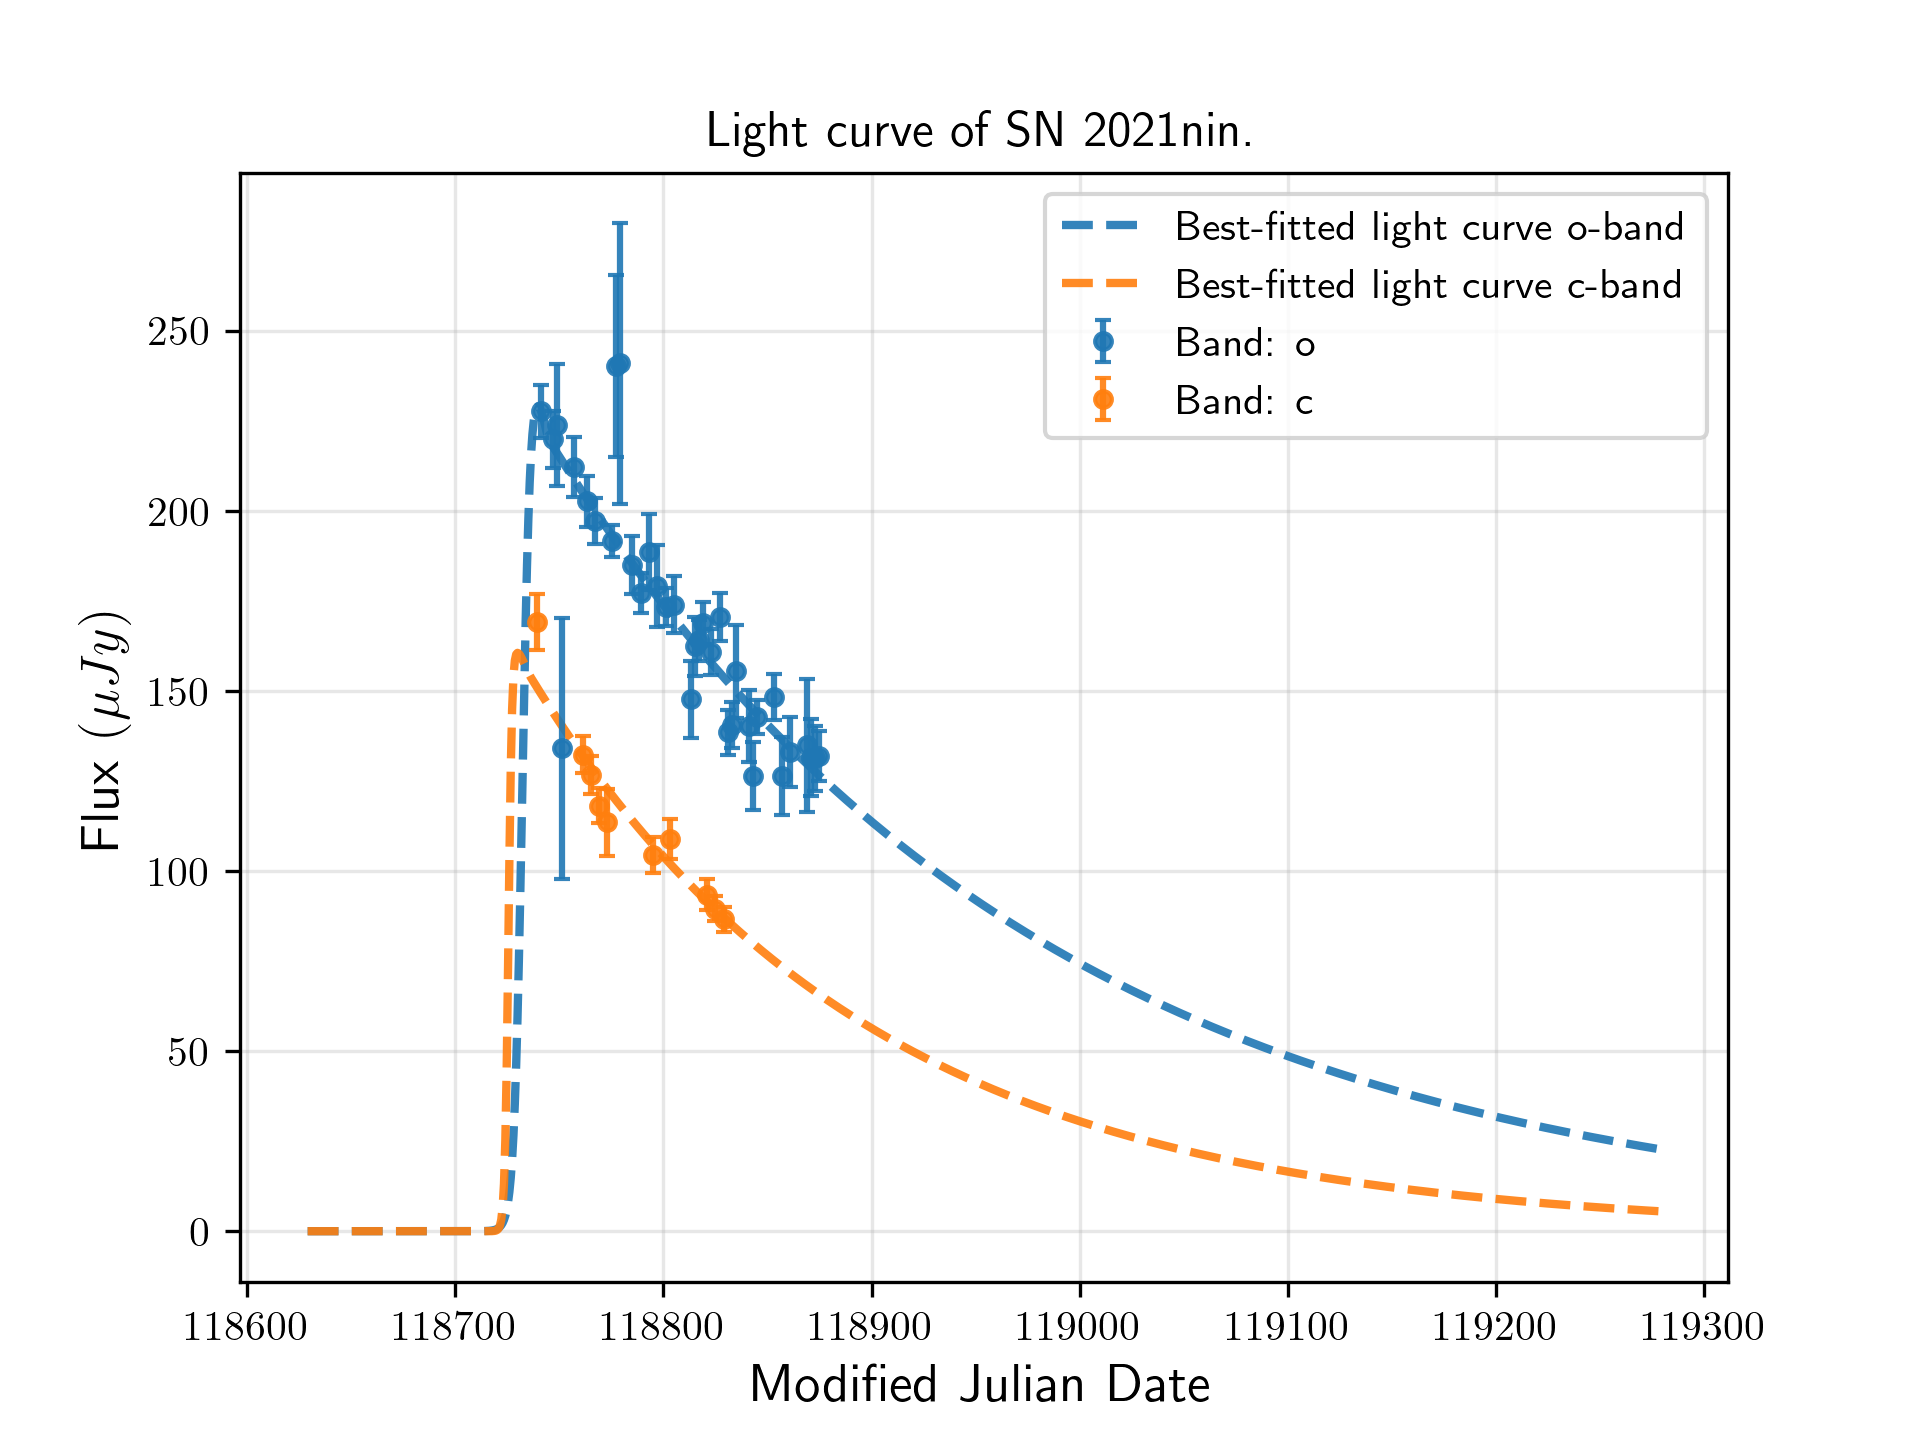 Light curve of SN 2021nin.
Best-fitted light curve o-band
Best-fitted light curve c-band
Band: o
Band: c
250
200
150
100
50
0
Flux (μJy)
118600 118700 118800 118900 119000 119100 119200 119300
Modified Julian Date